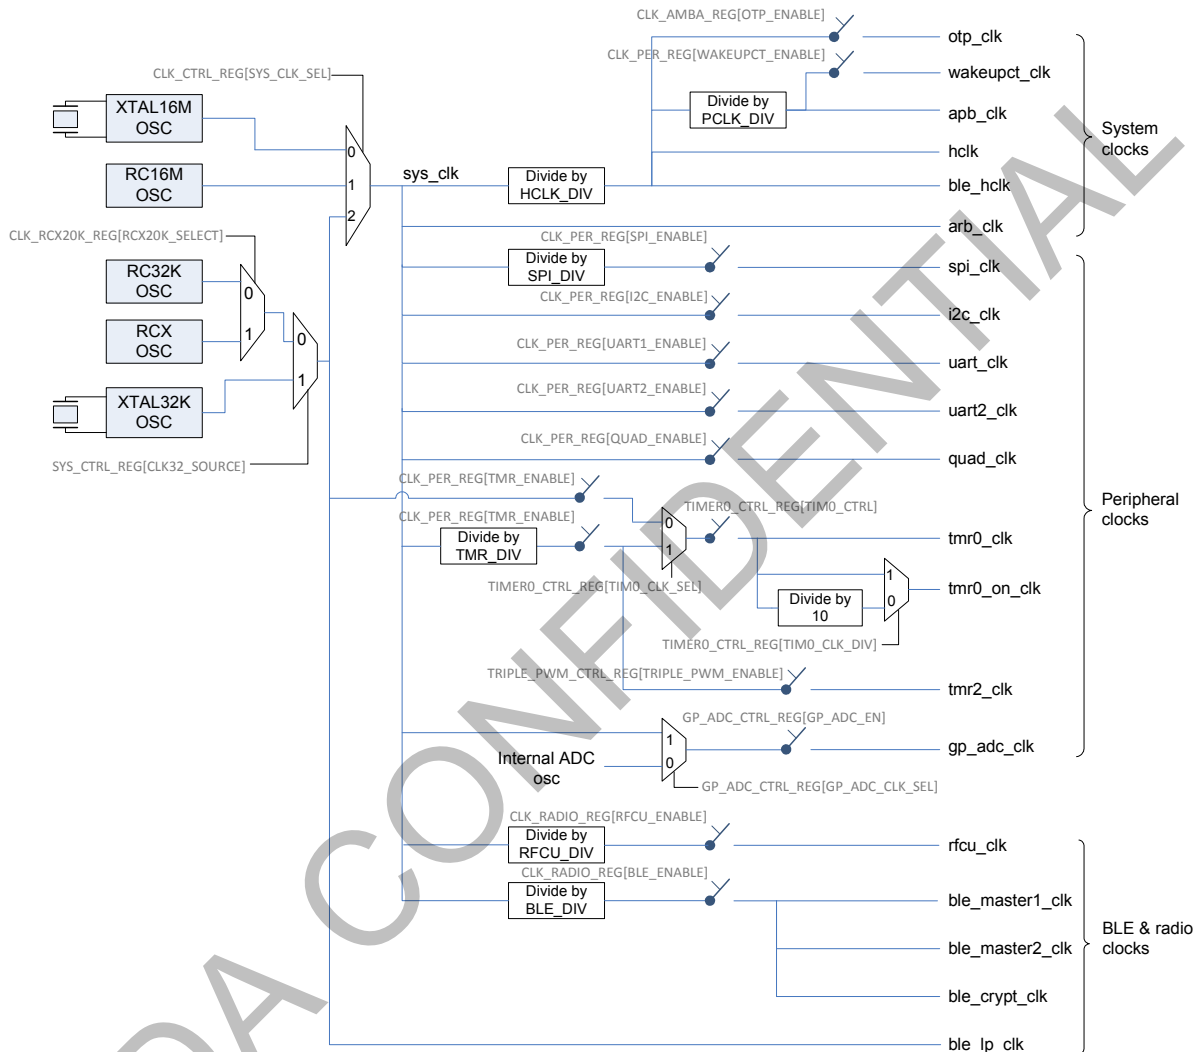 CLK_AMBA_REG[OTP_ENABLE]
otp_clk
CLK_PER_REG[WAKEUPCT_ENABLE]
wakeupct_clk
CLK_CTRL_REG[SYS_CLK_SEL]
XTAL16M
OSC
Divide by
PCLK_DIV
apb_clk
System
clocks
0
hclk
RC16M
OSC
1
sys_clk
Divide by
HCLK_DIV
ble_hclk
2
arb_clk
CLK_RCX20K_REG[RCX20K_SELECT]
CLK_PER_REG[SPI_ENABLE]
RC32K
OSC
Divide by
SPI_DIV
spi_clk
0
CLK_PER_REG[I2C_ENABLE]
i2c_clk
RCX
OSC
1
0
CLK_PER_REG[UART1_ENABLE]
uart_clk
1
XTAL32K
OSC
CLK_PER_REG[UART2_ENABLE]
uart2_clk
CLK_PER_REG[QUAD_ENABLE]
quad_clk
SYS_CTRL_REG[CLK32_SOURCE]
CLK_PER_REG[TMR_ENABLE]
Peripheral
clocks
TIMER0_CTRL_REG[TIM0_CTRL]
CLK_PER_REG[TMR_ENABLE]
0
Divide by
TMR_DIV
1
tmr0_clk
TIMER0_CTRL_REG[TIM0_CLK_SEL]
1
tmr0_on_clk
Divide by
10
0
TIMER0_CTRL_REG[TIM0_CLK_DIV]
TRIPLE_PWM_CTRL_REG[TRIPLE_PWM_ENABLE]
tmr2_clk
GP_ADC_CTRL_REG[GP_ADC_EN]
1
gp_adc_clk
Internal ADC
osc
0
GP_ADC_CTRL_REG[GP_ADC_CLK_SEL]
CLK_RADIO_REG[RFCU_ENABLE]
Divide by
RFCU_DIV
rfcu_clk
CLK_RADIO_REG[BLE_ENABLE]
Divide by
BLE_DIV
ble_master1_clk
BLE & radio
clocks
ble_master2_clk
ble_crypt_clk
ble_lp_clk
DA CONFIDENTIAL